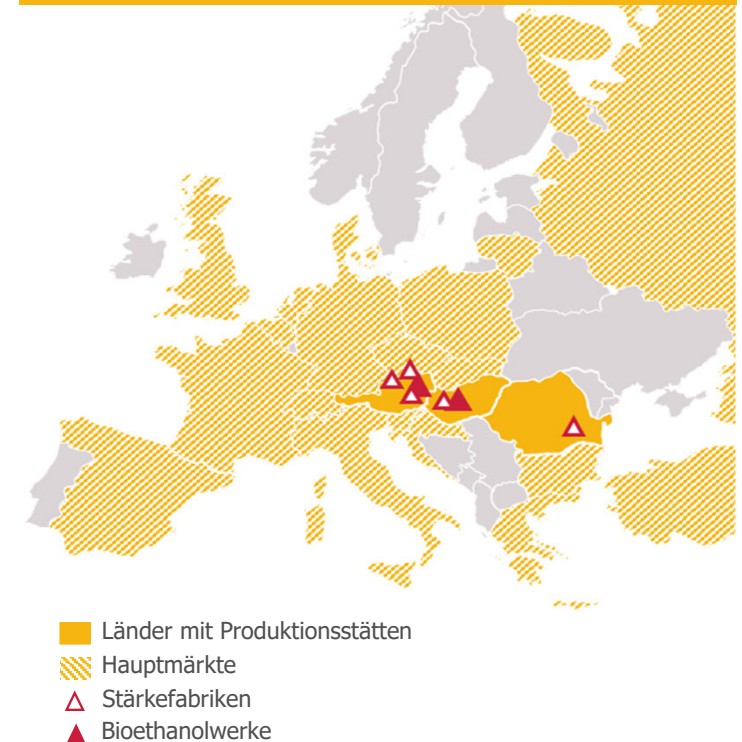 Länder mit Produktionsstätten
Hauptmärkte
Stärkefabriken
Bioethanolwerke